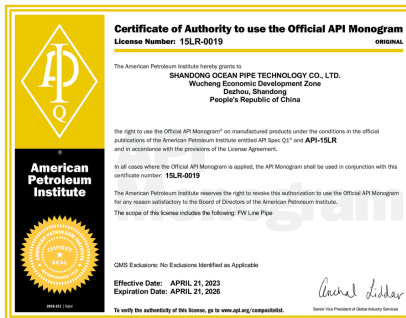 Certificate of Authority to use the Official API Monogram
License Number: 15LR-0019
ORIGINAL
The American Petroleum Institute hereby grants to
SHANDONG OCEAN PIPE TECHNOLOGY CO., LTD.
Wucheng Economic Development Zone
Dezhou, Shandong
People's Republic of China
the right to use the Official API Monogram® on manufactured products under the conditions in the official
publications of the American Petroleum Institute entitled API Spec Q1® and API-15LR
and in accordance with the provisions of the License Agreement.
In all cases where the Official API Monogram is applied, the API Monogram shall be used in conjunction with this
certificate number: 15LR-0019
The American Petroleum Institute reserves the right to revoke this authorization to use the Official API Monogram
for any reason satisfactory to the Board of Directors of the American Petroleum Institute.
The scope of this license includes the following: FW Line Pipe
QMS Exclusions: No Exclusions Identified as Applicable
Effective Date: APRIL 21, 2023
Expiration Date: APRIL 21, 2026
To verify the authenticity of this license, go to www.api.org/compositelist.
Senior Vice President of Global Industry Services
API
Q
®
American
Petroleum
Institute
CORPORATE
SEAL
API
Monogram